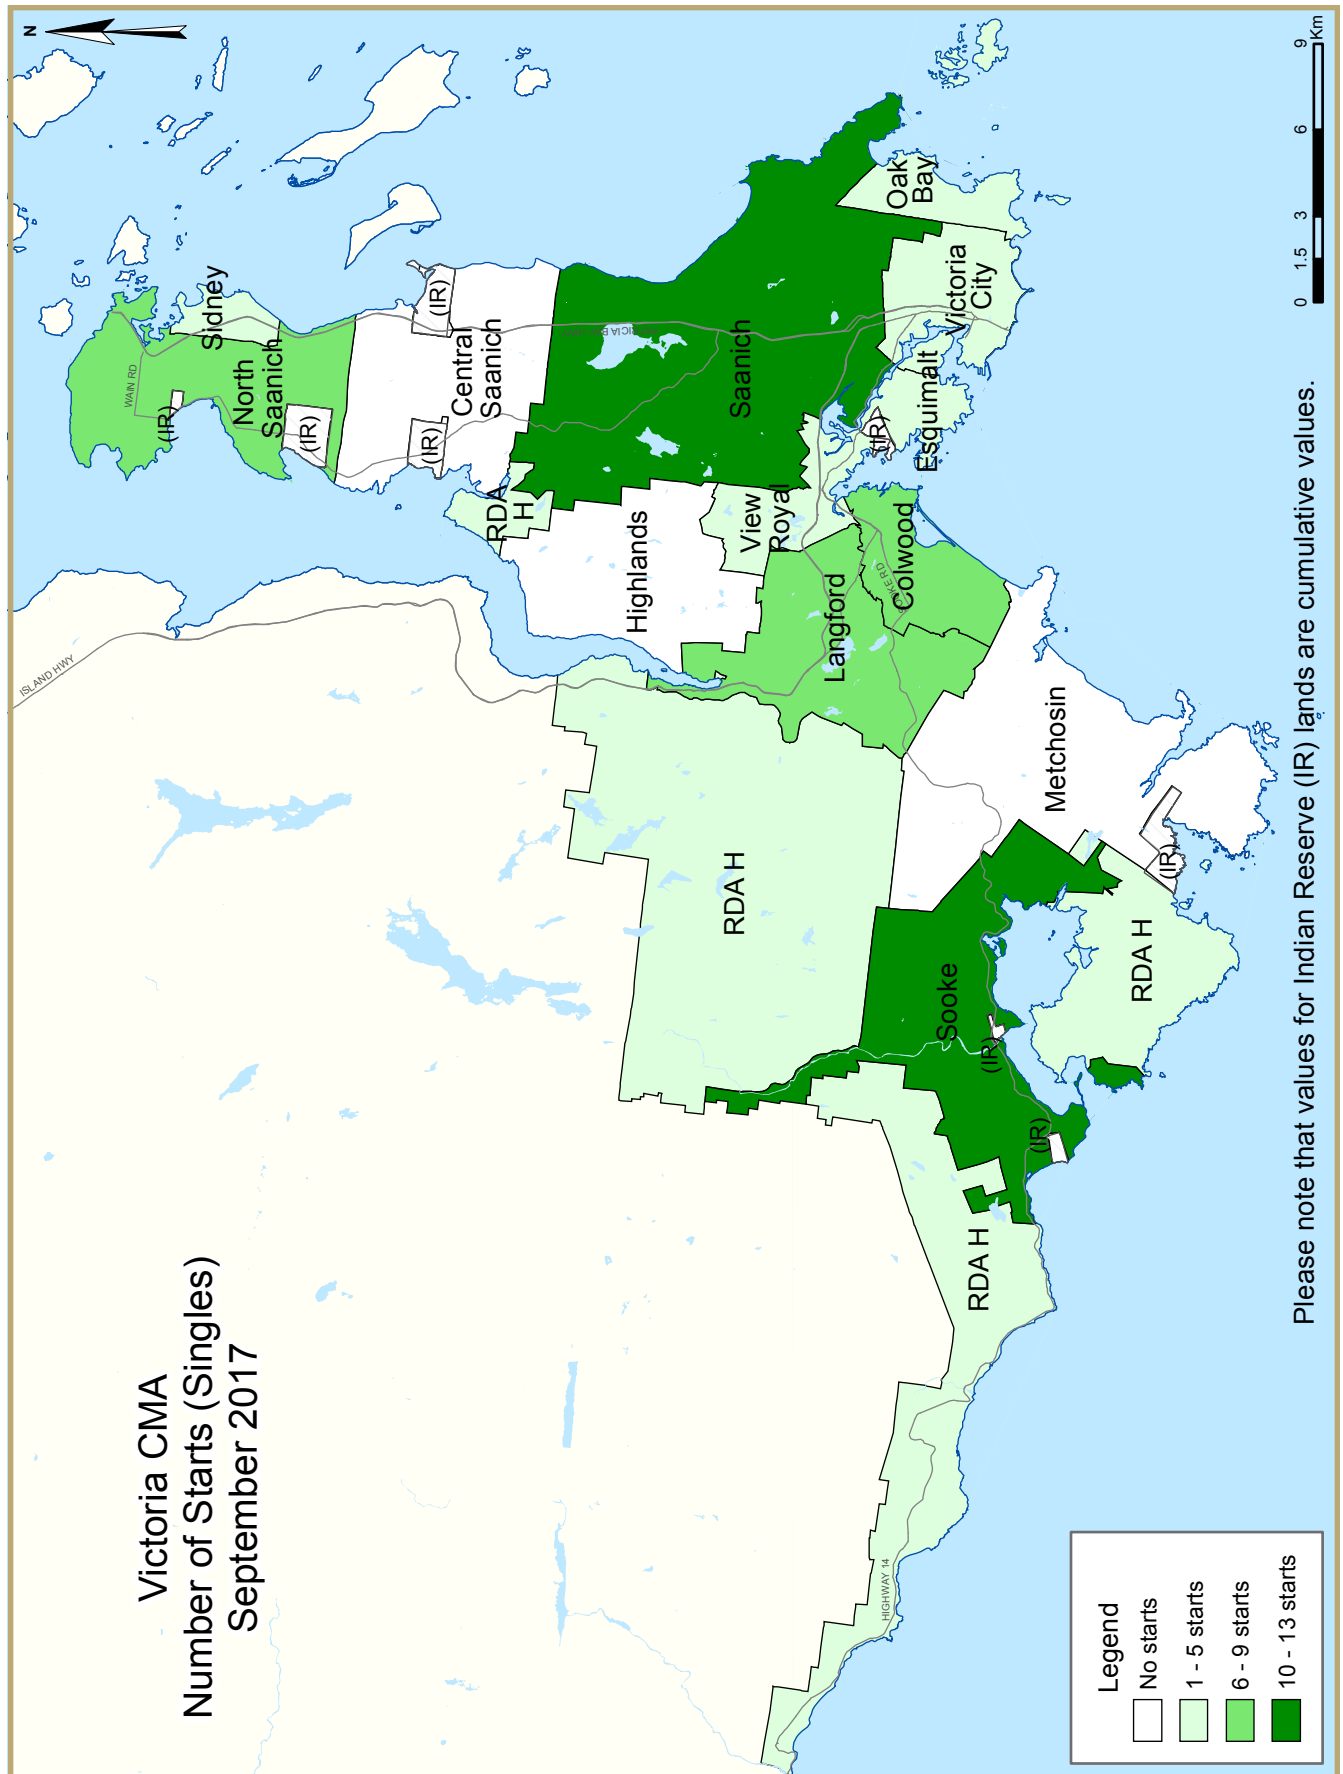 Victoria CMA
Number of Starts (Singles)
September 2017
N
ISLAND HWY
WAIN RD
(IR)
North
Saanich
Sidney
(IR)
(IR)
Central
Saanich
(IR)
RDA
H
Saanich
Highlands
View
Royal
Oak
Bay
Victoria
City
Esquimalt
(IR)
Langford
Colwood
Metchosin
(IR)
RDA H
Sooke
(IR)
(IR)
RDA H
RDA H
HIGHWAY 14
Legend
No starts
1 - 5 starts
6 - 9 starts
10 - 13 starts
0 1.5 3 6 9
Km
Please note that values for Indian Reserve (IR) lands are cumulative values.